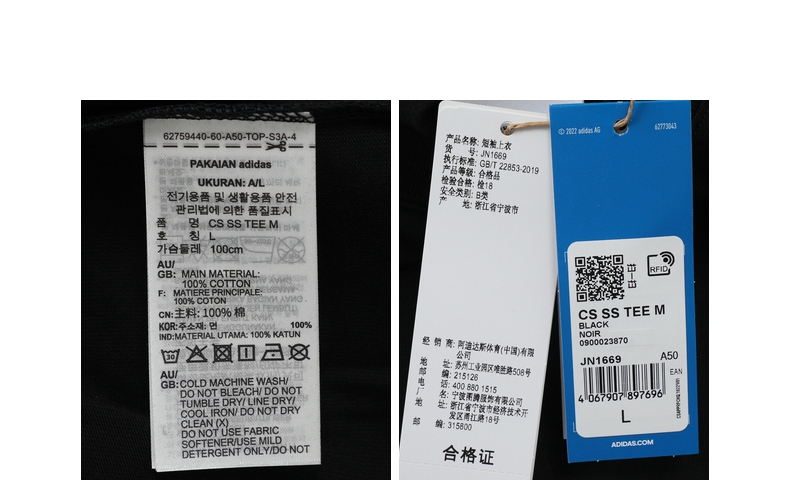 62759440-60-A50-TOP-S3A-4
PAKAIAN adidas
UKURAN: A/L
전기용품 및 생활용품 안전
관리법에 의한 품질표시
품 명 CS SS TEE M
호 칭 L
가슴둘레 100cm
AU/
GB: MAIN MATERIAL:
100% COTTON
F: MATIERE PRINCIPALE:
100% COTON
CN: 主料: 100% 棉
KOR: 주소재: 면 100%
IND: MATERIAL UTAMA: 100% KATUN
AU/
GB: COLD MACHINE WASH/
DO NOT BLEACH/ DO NOT
TUMBLE DRY/ LINE DRY/
COOL IRON/ DO NOT DRY
CLEAN (X)
DO NOT USE FABRIC
SOFTENER/USE MILD
DETERGENT ONLY/DO NOT
产品名称: 短袖上衣
货 号: JN1669
执行标准: GB/T 22853-2019
产品等级: 合格品
检验合格: 检18
安全类别: B类
产 地: 浙江省宁波市
经 销 商: 阿迪达斯体育(中国)有限
公司
地 址: 苏州工业园区唯胜路508号
邮 编: 215126
电 话: 400 880 1515
厂 名: 宁波图腾服饰有限公司
地 址: 浙江省宁波市经济技术开
发区甬江路18号
邮 编: 315800
合格证
© 2022 adidas AG
62773043
RFID
CS SS TEE M
BLACK
NOIR
0900023870
JN1669 A50
EAN
4 067907 897696
L
ADIDAS.COM